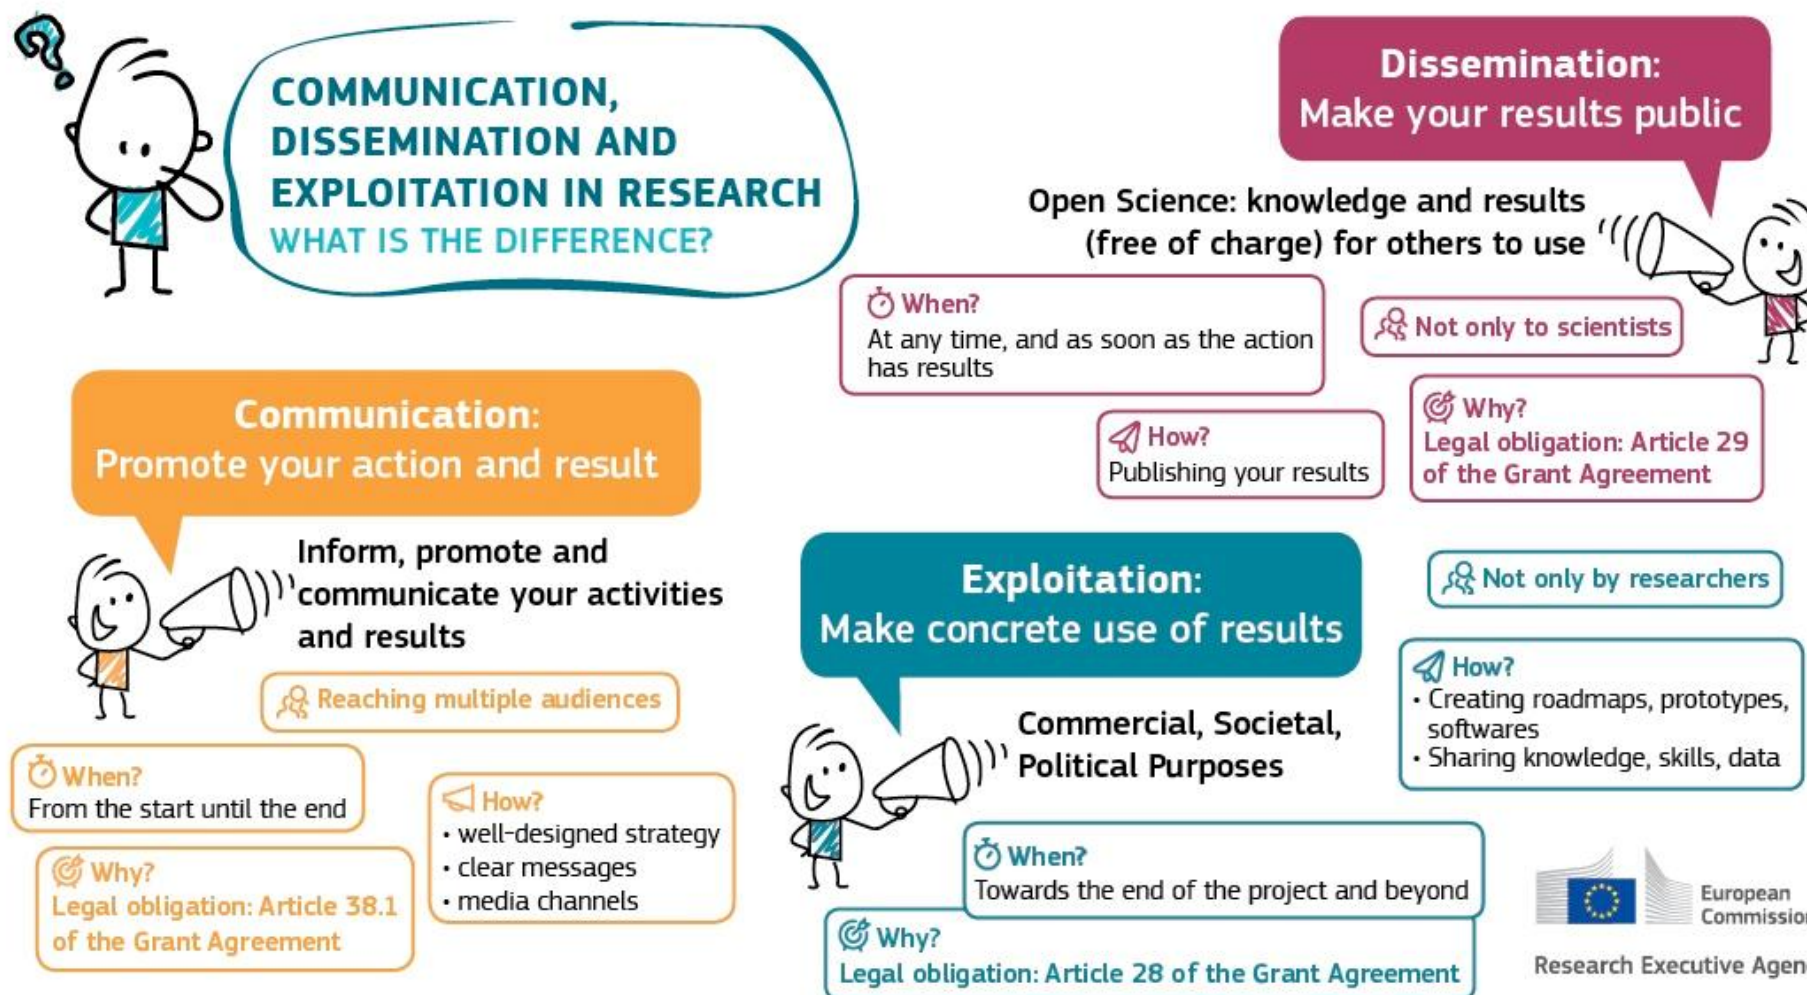 COMMUNICATION,
DISSEMINATION AND
EXPLOITATION IN RESEARCH
WHAT IS THE DIFFERENCE?
Dissemination:
Make your results public
Open Science: knowledge and results
(free of charge) for others to use
When?
At any time, and as soon as the action
has results
Not only to scientists
How?
Publishing your results
Why?
Legal obligation: Article 29
of the Grant Agreement
Communication:
Promote your action and result
Inform, promote and
communicate your activities
and results
Reaching multiple audiences
When?
From the start until the end
How?
• well-designed strategy
• clear messages
• media channels
Why?
Legal obligation: Article 38.1
of the Grant Agreement
Exploitation:
Make concrete use of results
Commercial, Societal,
Political Purposes
Not only by researchers
How?
• Creating roadmaps, prototypes,
softwares
• Sharing knowledge, skills, data
When?
Towards the end of the project and beyond
Why?
Legal obligation: Article 28 of the Grant Agreement
European
Research Executive